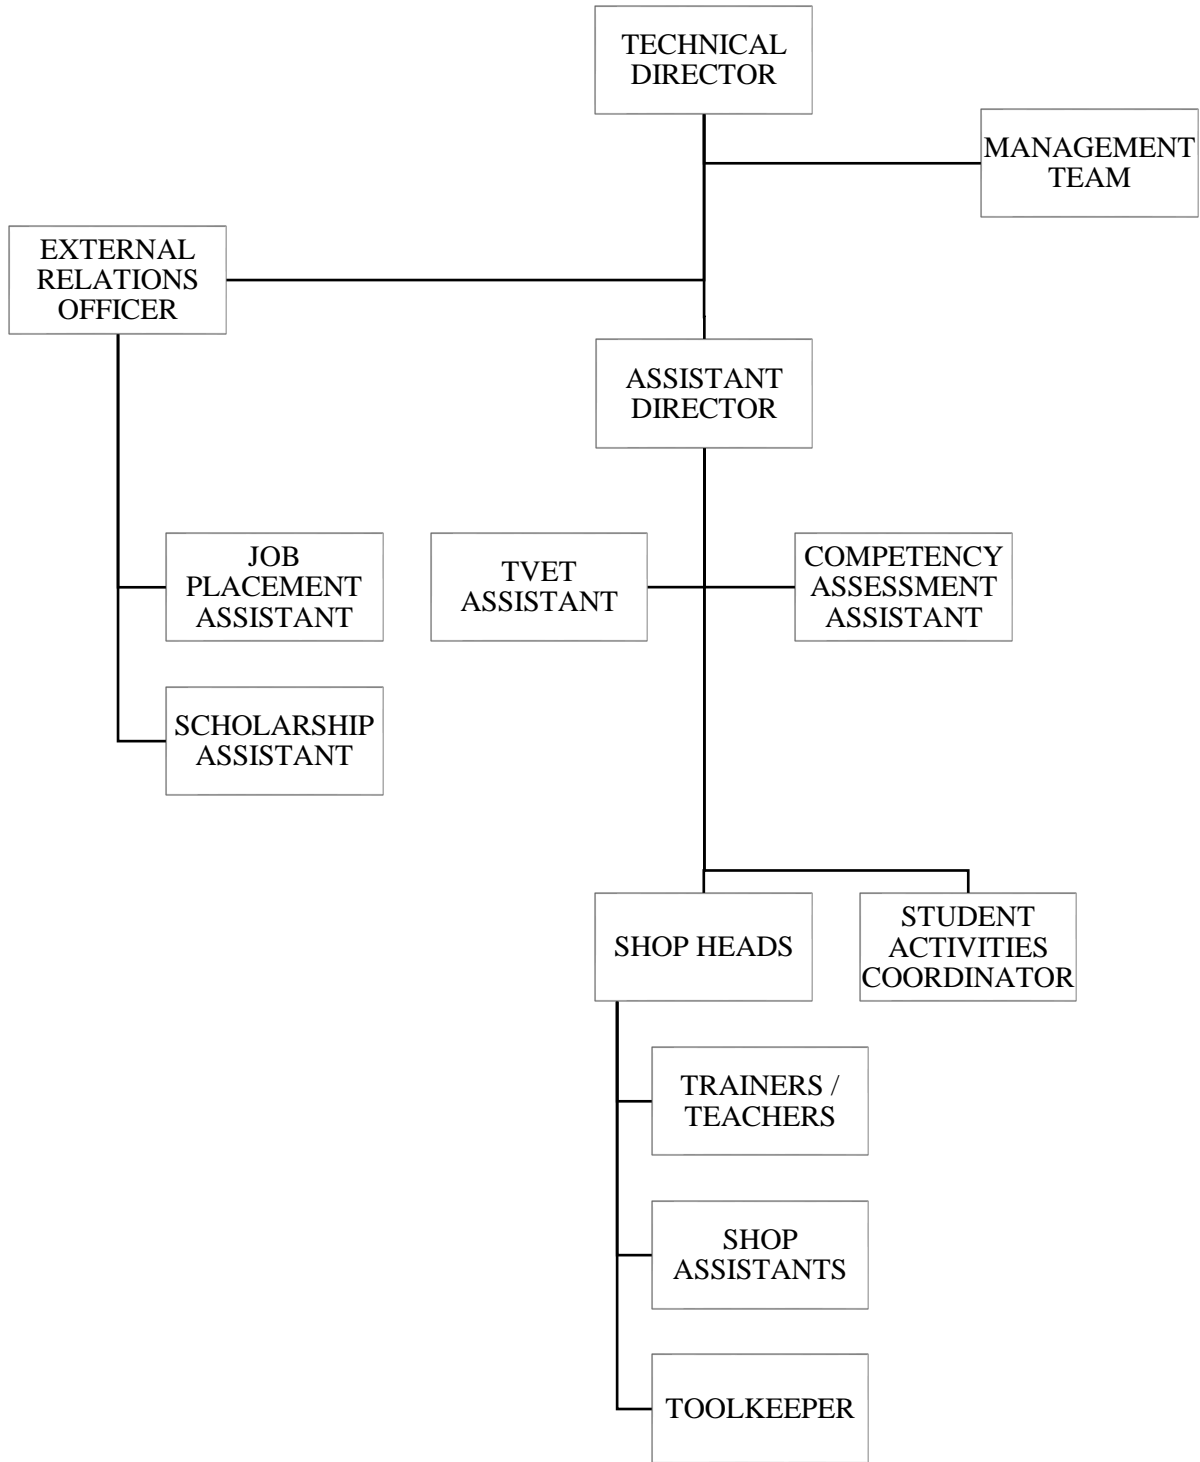 TECHNICAL
DIRECTOR
MANAGEMENT
TEAM
EXTERNAL
RELATIONS
OFFICER
ASSISTANT
DIRECTOR
JOB
PLACEMENT
ASSISTANT
TVET
ASSISTANT
COMPETENCY
ASSESSMENT
ASSISTANT
SCHOLARSHIP
ASSISTANT
SHOP HEADS
STUDENT
ACTIVITIES
COORDINATOR
TRAINERS /
TEACHERS
SHOP
ASSISTANTS
TOOLKEEPER